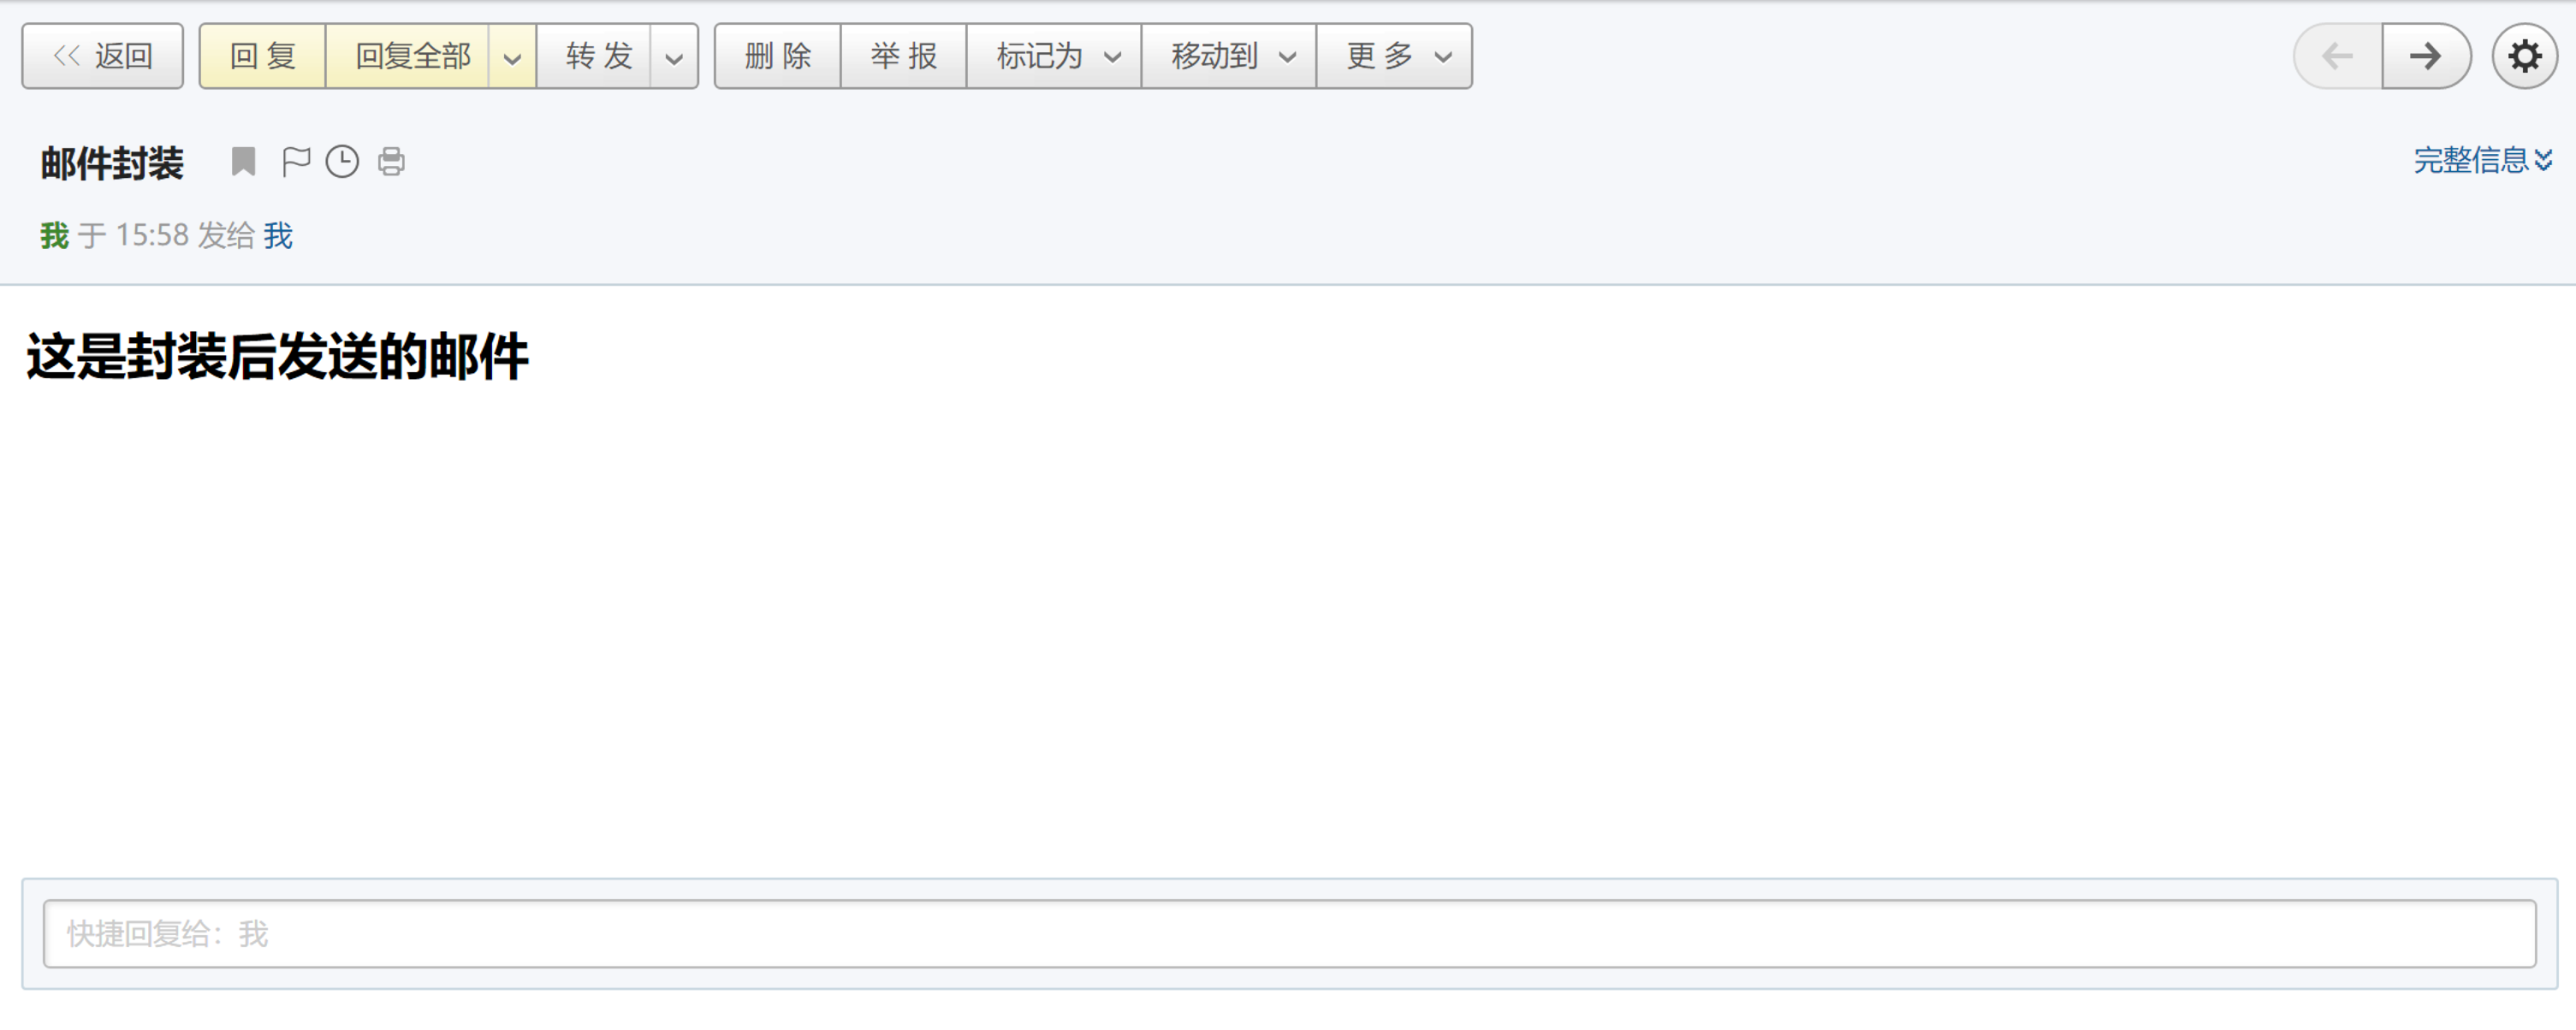 返回 回复 回复全部 转发 删除 举报 标记为 移动到 更多
邮件封装 完整信息
我 于 15:58 发给 我
这是封装后发送的邮件
快捷回复给：我